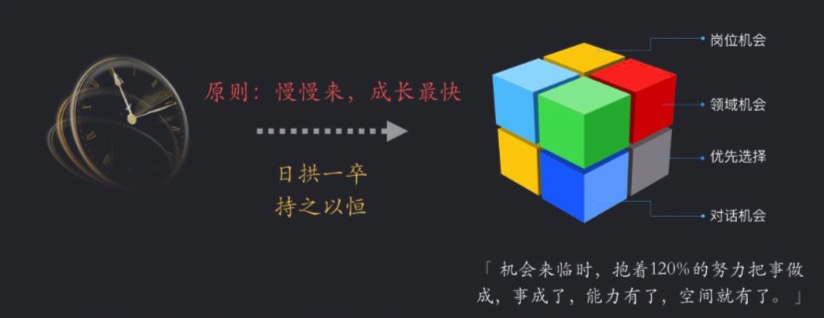 原则：慢慢来，成长最快
日拱一卒
持之以恒
岗位机会
领域机会
优先选择
对话机会
「机会来临时，抱着120%的努力把事做
成，事成了，能力有了，空间就有了。」